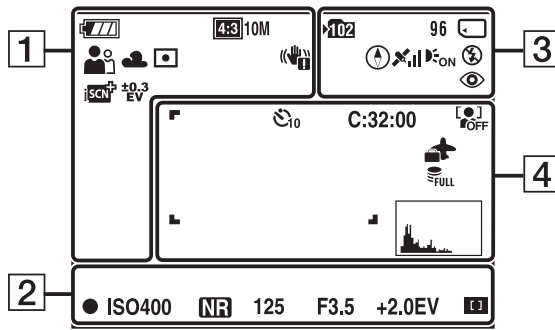 1
4:3 10M
iSCN+ ±0.3
EV
102 96
ON
3
10 C:32:00 OFF
FULL
4
2
ISO400 NR 125 F3.5 +2.0EV